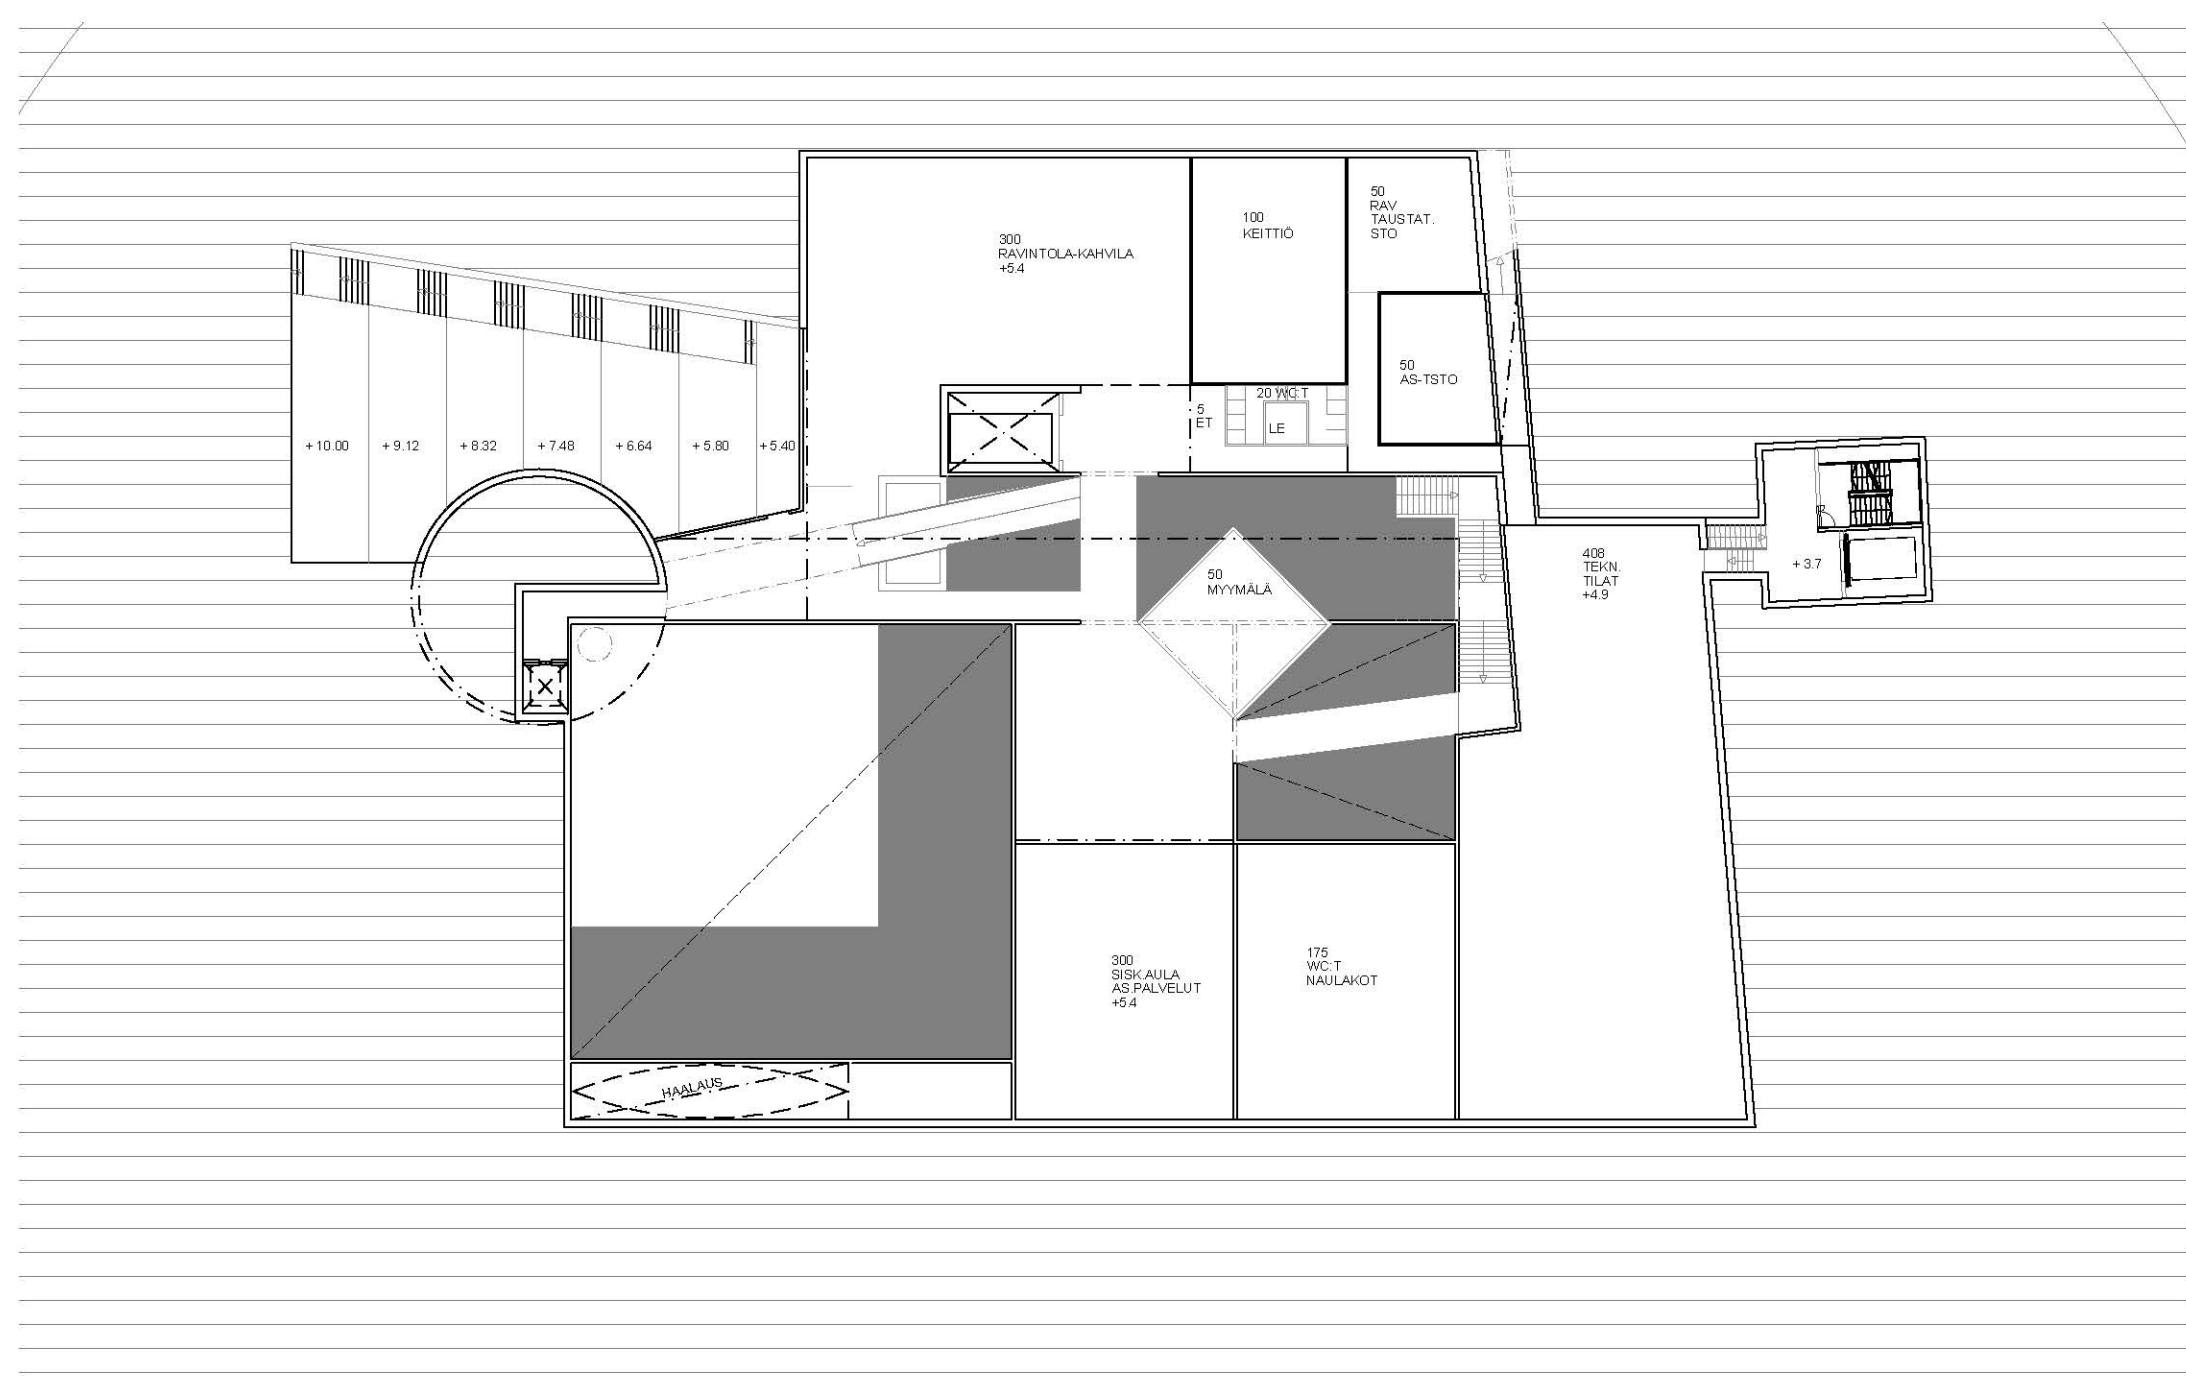 50
RAV
TAUSTAT.
STO
100
KEITTIÖ
300
RAVINTOLA-KAHVILA
+5.4
50
AS-TSTO
20 WC:T
5
ET
LE
+ 10.00
+ 9.12
+ 8.32
+ 7.48
+ 6.64
+ 5.80
+ 5.40
408
TEKN.
TILAT
+4.9
+ 3.7
50
MYYMÄLÄ
300
SISK.AULA
AS.PALVELUT
+5.4
175
WC:T
NAULAKOT
HAALAUS